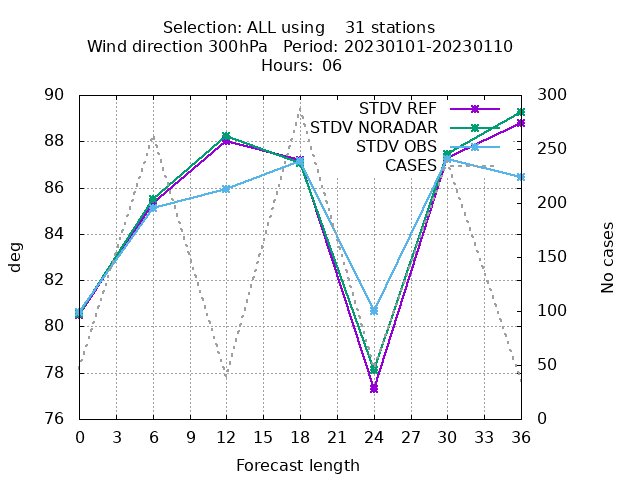 Selection: ALL using    31 stations
Wind direction 300hPa   Period: 20230101-20230110
Hours:  06
90
88
86
84
82
80
78
76
deg
300
250
200
150
100
50
0
No cases
STDV REF
STDV NORADAR
STDV OBS
CASES
0 3 6 9 12 15 18 21 24 27 30 33 36
Forecast length